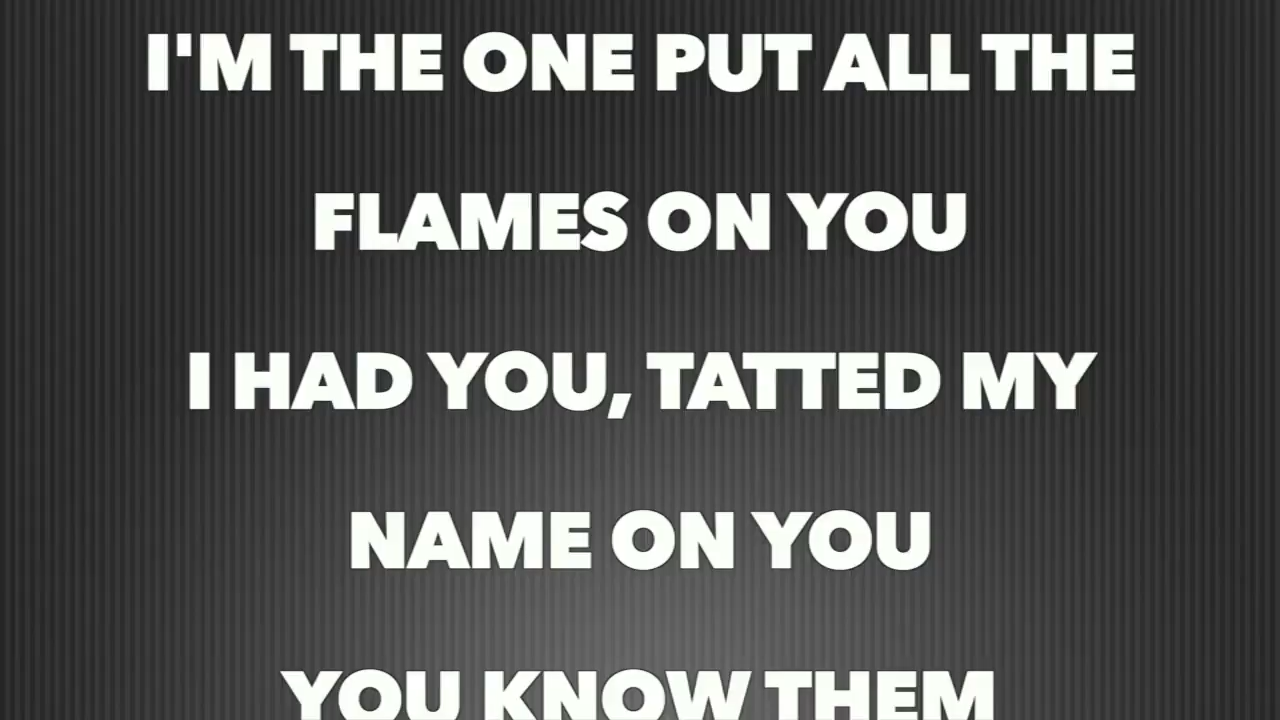 I'M THE ONE PUT ALL THE
FLAMES ON YOU
I HAD YOU, TATTED MY
NAME ON YOU
YOU KNOW THEM